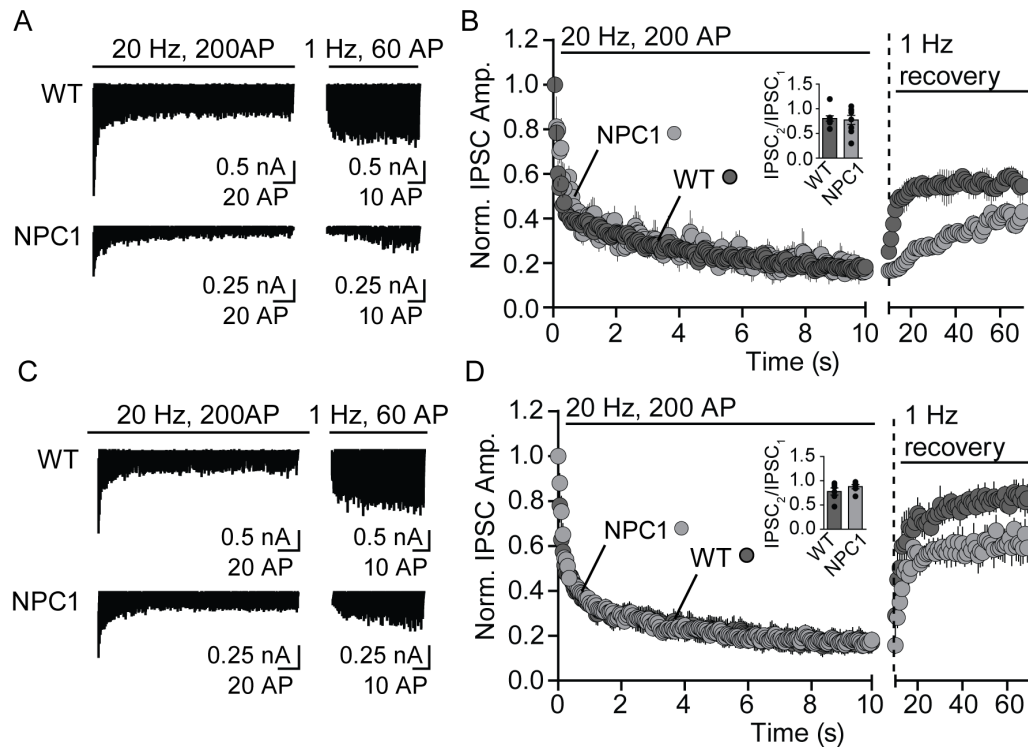 A
20 Hz, 200AP 1 Hz, 60 AP
WT
0.5 nA 0.5 nA
20 AP 10 AP
NPC1
0.25 nA 0.25 nA
20 AP 10 AP
B
20 Hz, 200 AP
1 Hz
recovery
Norm. IPSC Amp.
1.2
1.0
0.8
0.6
0.4
0.2
0.0
NPC1
WT
IPSC₂/IPSC₁
1.5
1.0
0.5
0.0
WT
NPC1
0 2 4 6 8 10 20 40 60
Time (s)
C
20 Hz, 200AP 1 Hz, 60 AP
WT
0.5 nA 0.5 nA
20 AP 10 AP
NPC1
0.25 nA 0.25 nA
20 AP 10 AP
D
20 Hz, 200 AP
1 Hz
recovery
Norm. IPSC Amp.
1.2
1.0
0.8
0.6
0.4
0.2
0.0
NPC1
WT
IPSC₂/IPSC₁
1.5
1.0
0.5
0.0
WT
NPC1
0 2 4 6 8 10 20 40 60
Time (s)